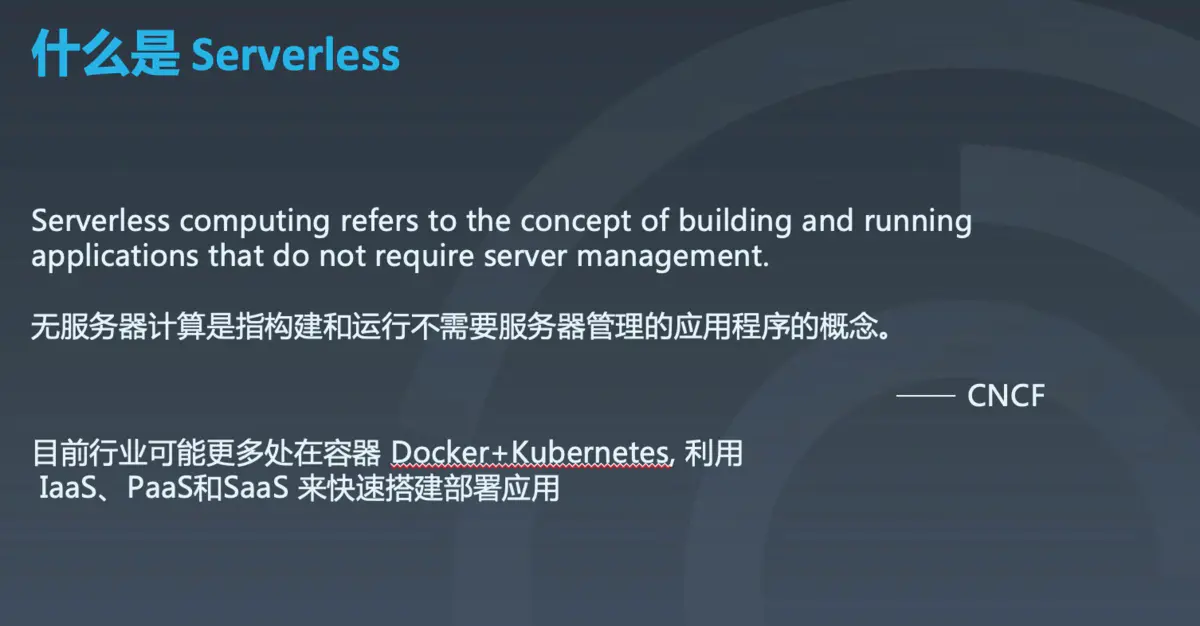 什么是 Serverless
Serverless computing refers to the concept of building and running
applications that do not require server management.
无服务器计算是指构建和运行不需要服务器管理的应用程序的概念。
—— CNCF
目前行业可能更多处在容器 Docker+Kubernetes, 利用
IaaS、PaaS和SaaS 来快速搭建部署应用